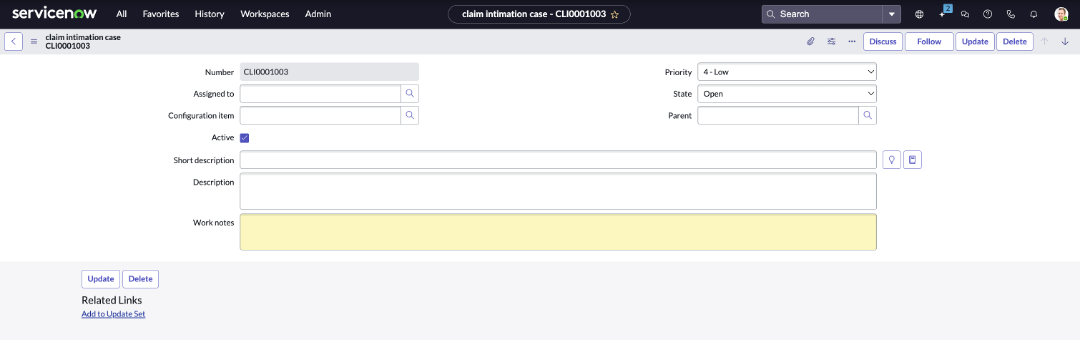 servicenow All Favorites History Workspaces Admin claim intimation case - CLI0001003 Search 2
claim intimation case
CLI0001003
Discuss Follow Update Delete
Number CLI0001003 Priority 4 - Low
Assigned to State Open
Configuration item Parent
Active
Short description
Description
Work notes
Update Delete
Related Links
Add to Update Set